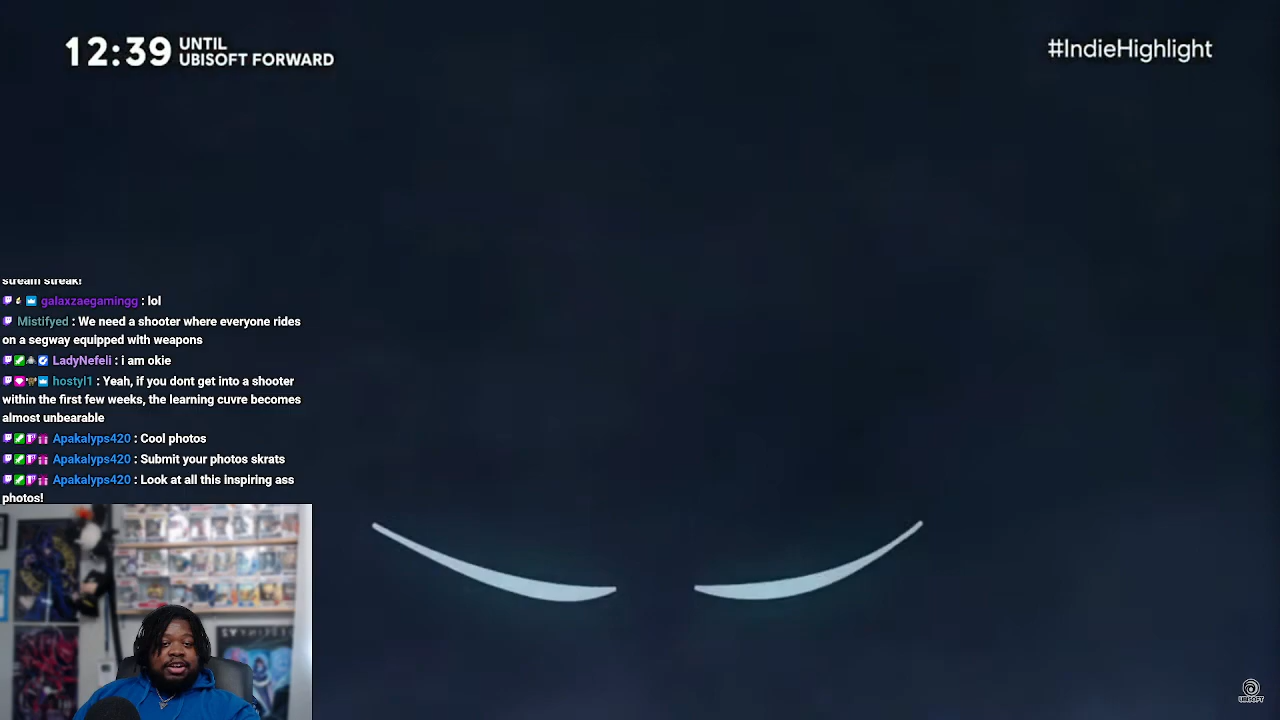 12:39 UNTIL
UBISOFT FORWARD
#IndieHighlight
stream streak!
galaxzaegamingg : lol
Mistifyed : We need a shooter where everyone rides
on a segway equipped with weapons
LadyNefeli : i am okie
hostyl1 : Yeah, if you dont get into a shooter
within the first few weeks, the learning cuvre becomes
almost unbearable
Apakalyps420 : Cool photos
Apakalyps420 : Submit your photos skrats
Apakalyps420 : Look at all this inspiring ass
photos!
UBISOFT